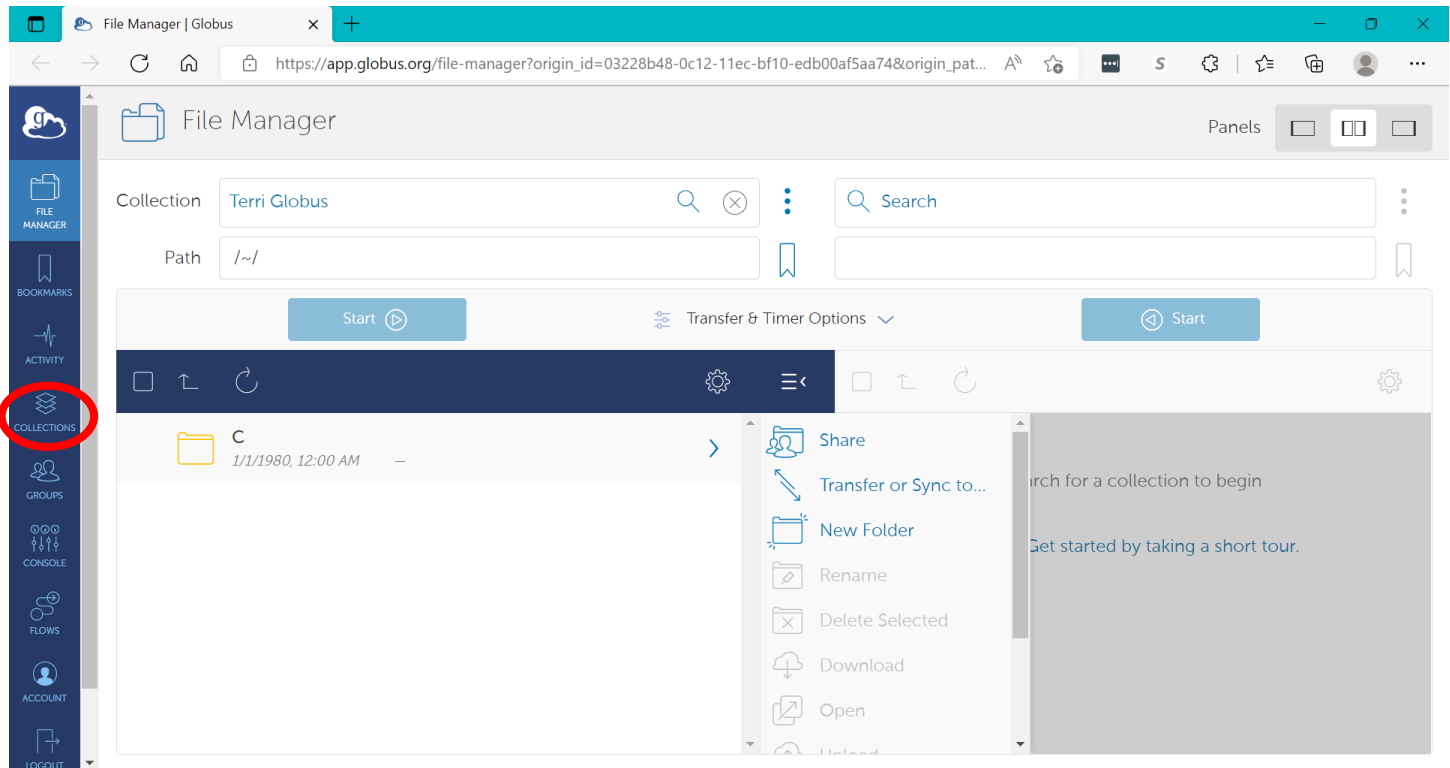 File Manager | Globus
https://app.globus.org/file-manager?origin_id=03228b48-0c12-11ec-bf10-edb00af5aa74&origin_pat...
File Manager
Panels
FILE
MANAGER
BOOKMARKS
ACTIVITY
COLLECTIONS
GROUPS
CONSOLE
FLOWS
ACCOUNT
LOGOUT
Collection
Terri Globus
Search
Path
/~/
Start
Transfer & Timer Options
Start
C
1/1/1980, 12:00 AM –
Share
Transfer or Sync to...
New Folder
Rename
Delete Selected
Download
Open
Upload
rch for a collection to begin
Get started by taking a short tour.